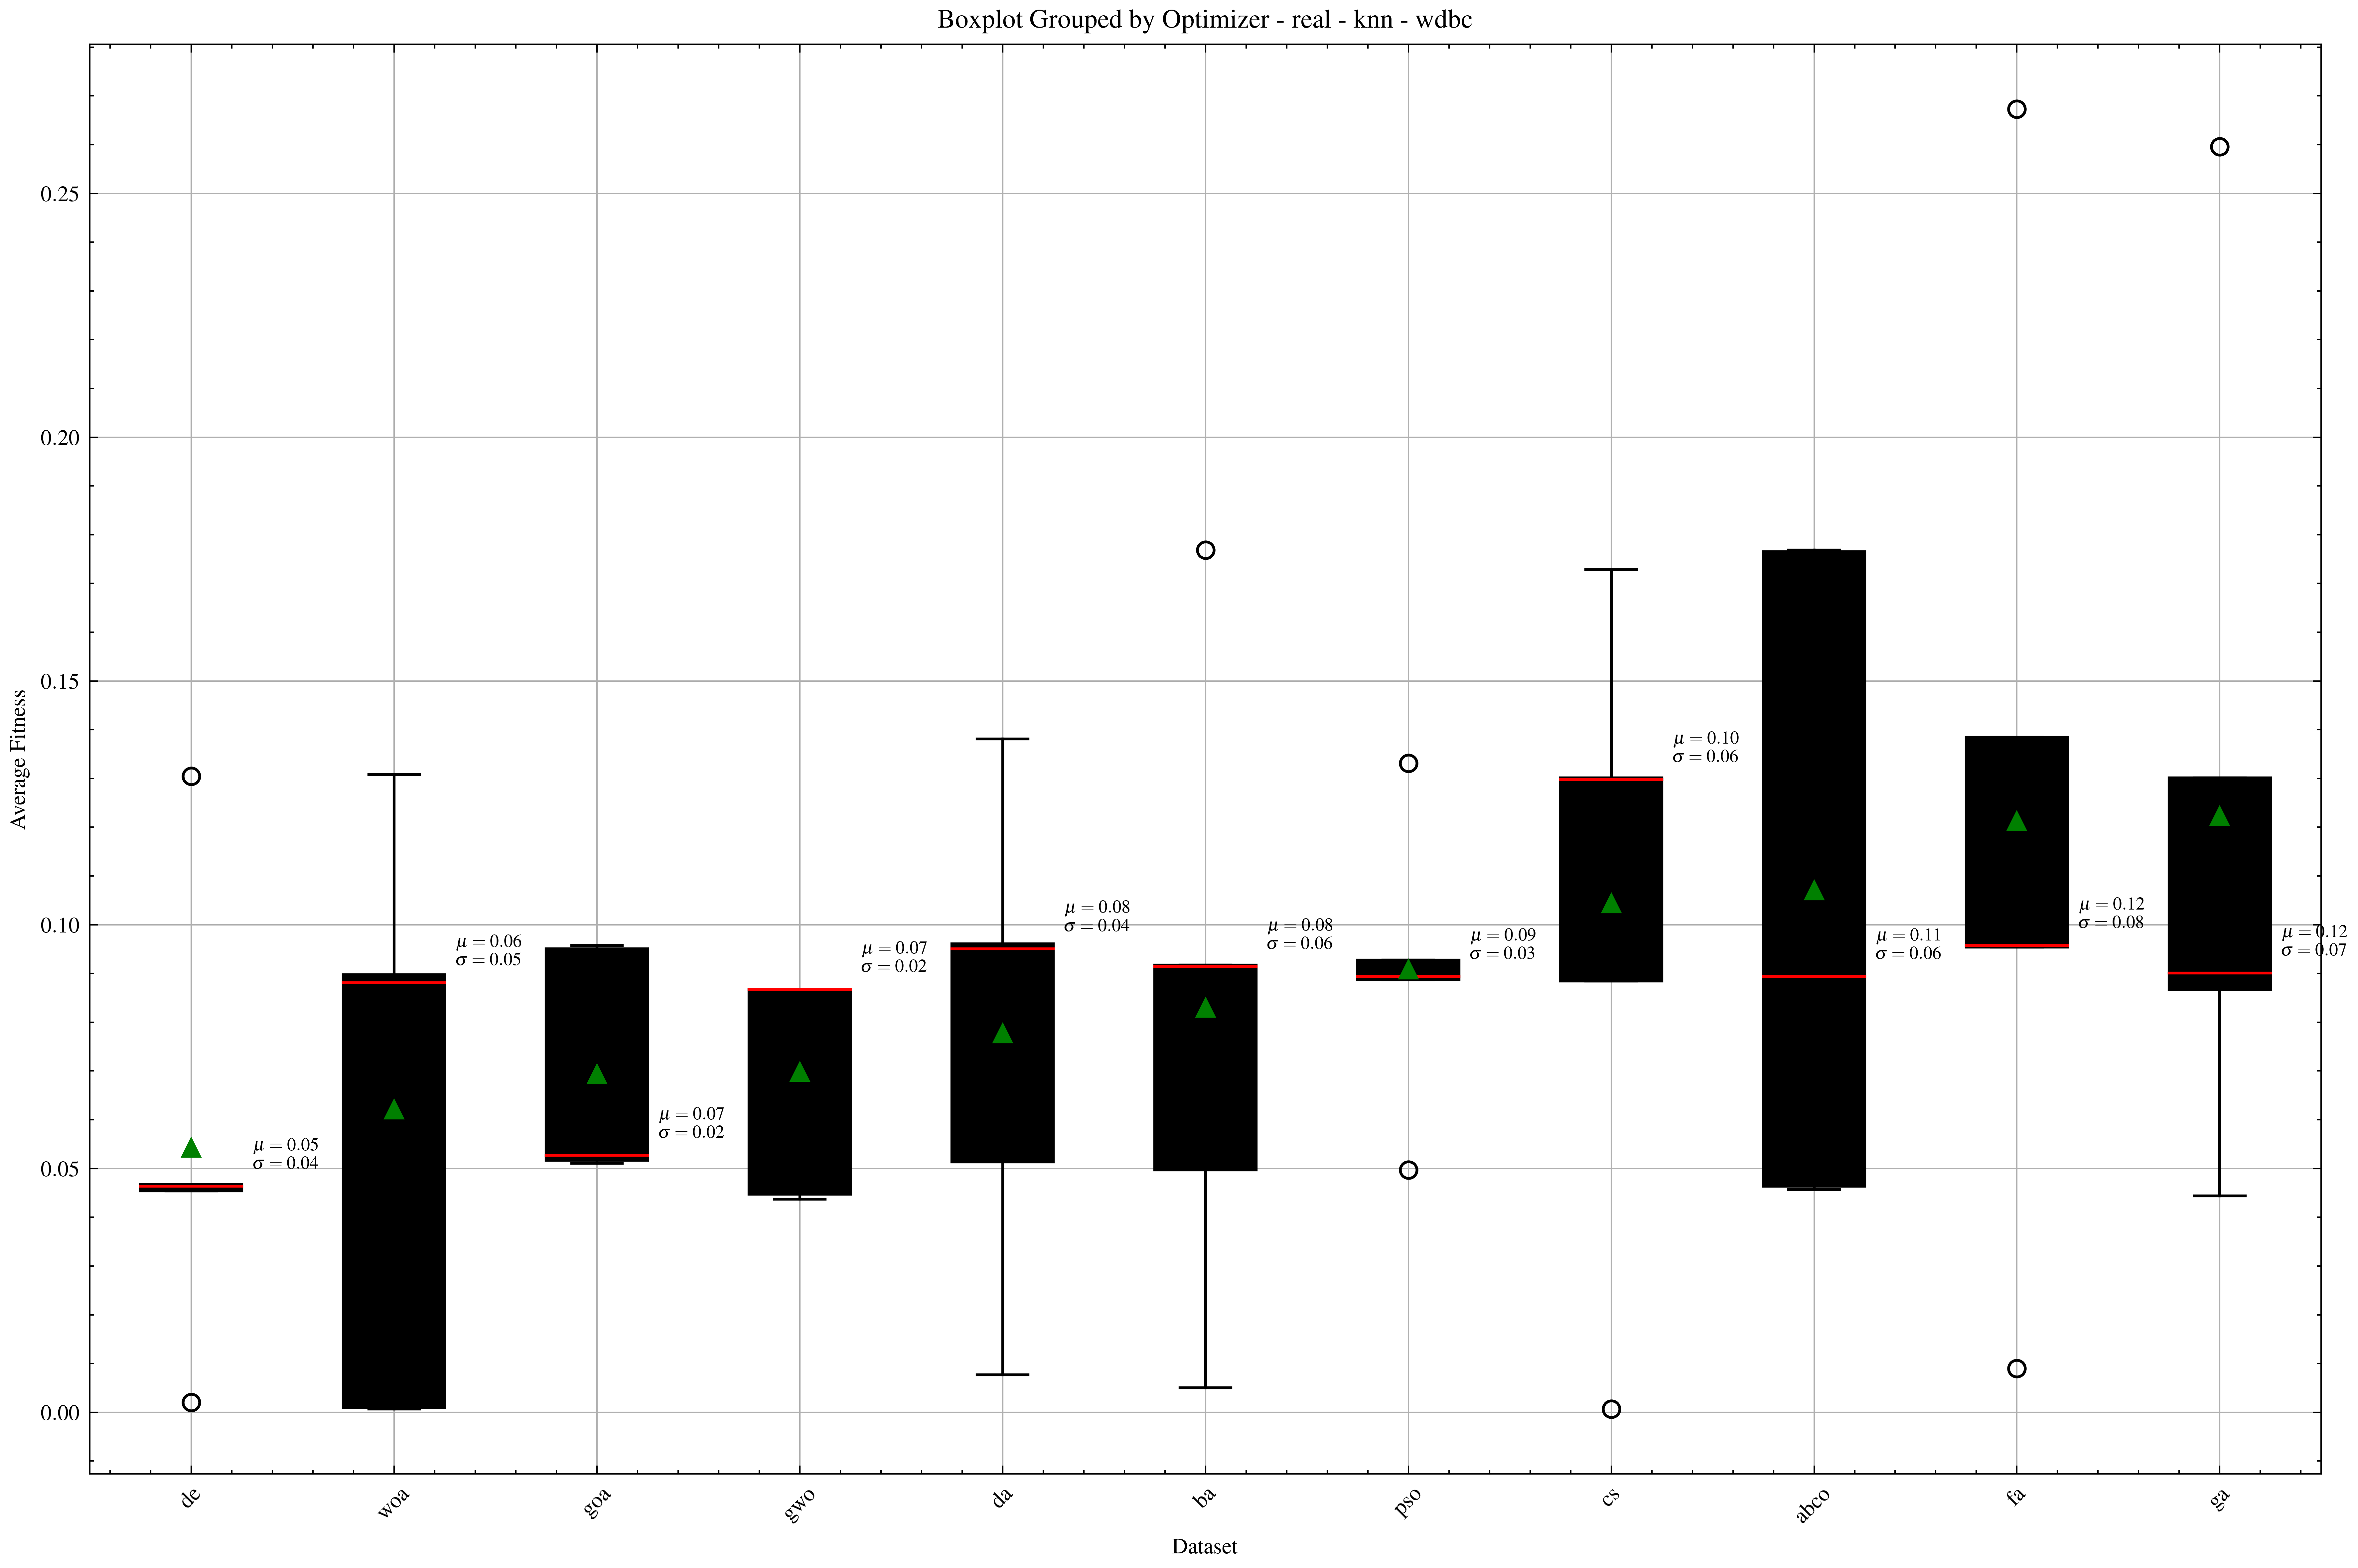 Boxplot Grouped by Optimizer - real - knn - wdbc
Average Fitness
0.25
0.20
0.15
0.10
0.05
0.00
μ = 0.05
σ = 0.04
μ = 0.06
σ = 0.05
μ = 0.07
σ = 0.02
μ = 0.07
σ = 0.02
μ = 0.08
σ = 0.04
μ = 0.08
σ = 0.06
μ = 0.09
σ = 0.03
μ = 0.10
σ = 0.06
μ = 0.11
σ = 0.06
μ = 0.12
σ = 0.08
μ = 0.12
σ = 0.07
de
woa
goa
gwo
da
ba
pso
cs
abco
fa
ga
Dataset